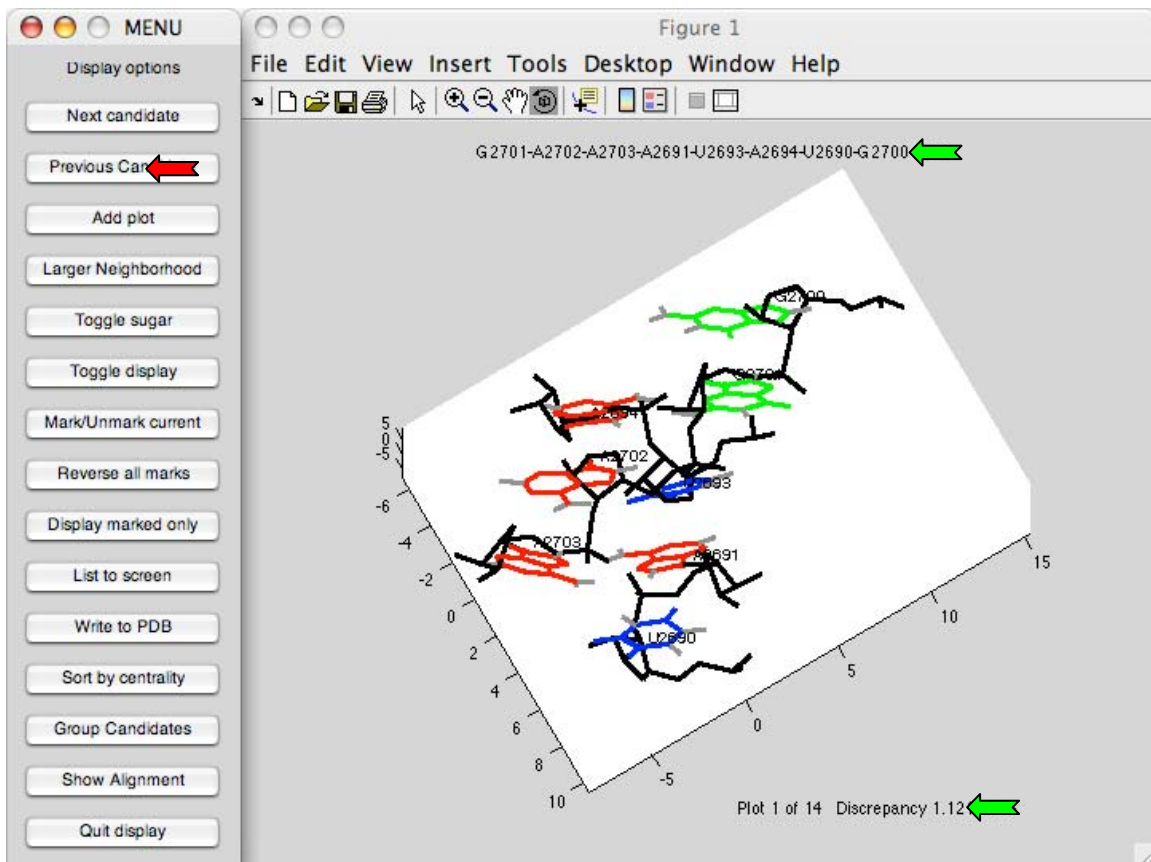 MENU
Display options
Next candidate
Previous Can
Add plot
Larger Neighborhood
Toggle sugar
Toggle display
Mark/Unmark current
Reverse all marks
Display marked only
List to screen
Write to PDB
Sort by centrality
Group Candidates
Show Alignment
Quit display
Figure 1
File Edit View Insert Tools Desktop Window Help
G2701-A2702-A2703-A2691-U2693-A2694-U2690-G2700
G2700
A2694
A2702
A2703
A2691
U2690
5
0
-5
-6
-4
-2
0
2
4
6
8
10
-5
0
5
10
15
Plot 1 of 14 Discrepancy 1.12